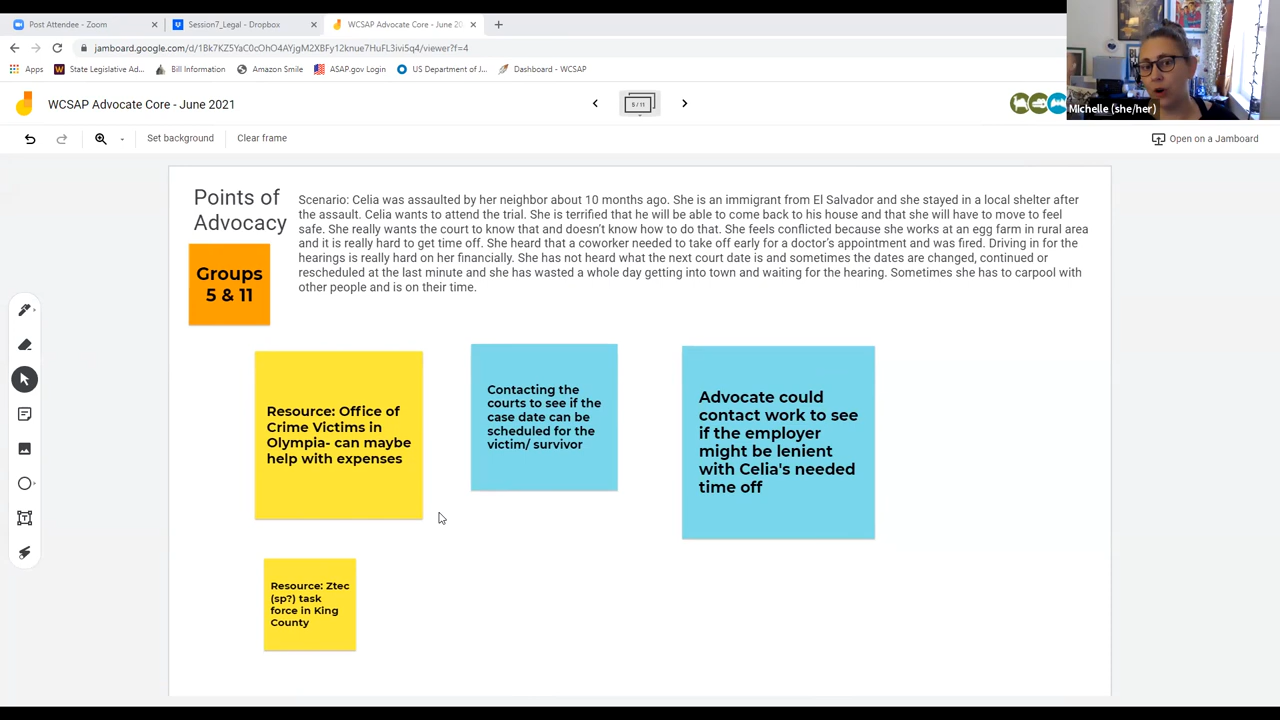 Post Attendee - Zoom
Session7_Legal - Dropbox
WCSAP Advocate Core - June 20
jamboard.google.com/d/1Bk7KZ5YaC0cOhO4AYjgM2XBFy12knue7HuFL3ivi5q4/viewer?f=4
Apps
State Legislative Ad...
Bill Information
Amazon Smile
ASAP.gov Login
US Department of J...
Dashboard - WCSAP
Michelle (she/her)
WCSAP Advocate Core - June 2021
5 / 11
Set background
Clear frame
Open on a Jamboard
Points of
Advocacy
Groups
5 & 11
Scenario: Celia was assaulted by her neighbor about 10 months ago. She is an immigrant from El Salvador and she stayed in a local shelter after
the assault. Celia wants to attend the trial. She is terrified that he will be able to come back to his house and that she will have to move to feel
safe. She really wants the court to know that and doesn't know how to do that. She feels conflicted because she works at an egg farm in rural area
and it is really hard to get time off. She heard that a coworker needed to take off early for a doctor's appointment and was fired. Driving in for the
hearings is really hard on her financially. She has not heard what the next court date is and sometimes the dates are changed, continued or
rescheduled at the last minute and she has wasted a whole day getting into town and waiting for the hearing. Sometimes she has to carpool with
other people and is on their time.
Resource: Office of
Crime Victims in
Olympia- can maybe
help with expenses
Contacting the
courts to see if the
case date can be
scheduled for the
victim/ survivor
Advocate could
contact work to see
if the employer
might be lenient
with Celia's needed
time off
Resource: Ztec
(sp?) task
force in King
County